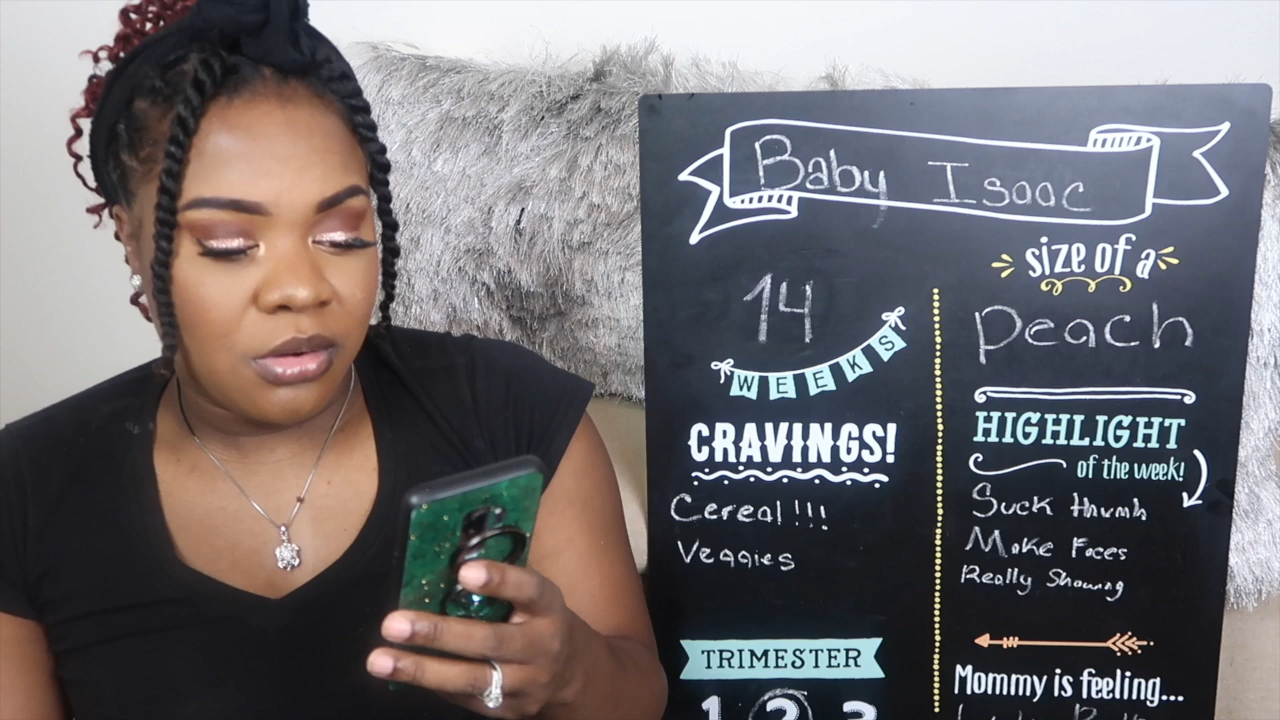 Baby Isaac
14
WEEKS
CRAVINGS!
Cereal!!!
Veggies
TRIMESTER
1 2 3
size of a
Peach
HIGHLIGHT
of the week!
Suck thumb
Make Faces
Really Showing
Mommy is feeling...